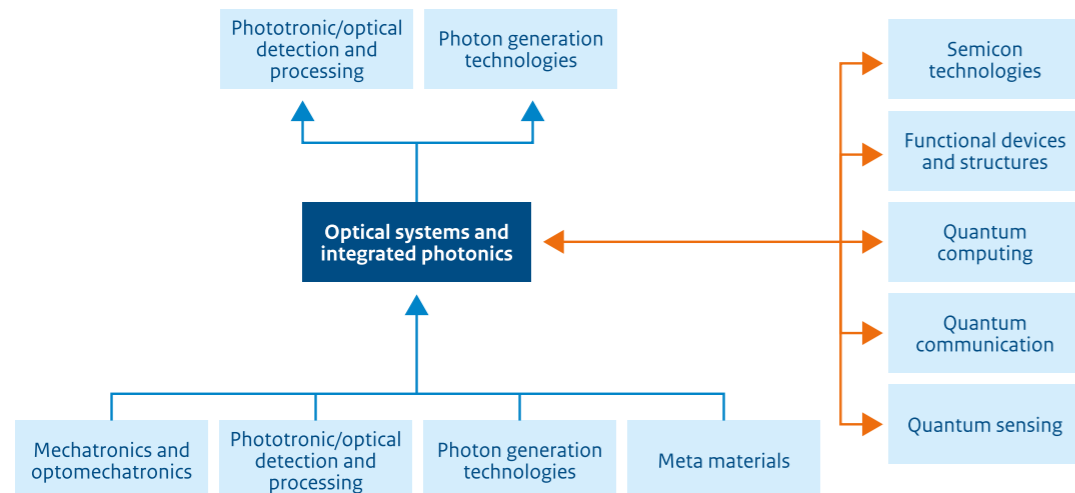 Phototronic/optical
detection and
processing
Photon generation
technologies
Semicon
technologies
Functional devices
and structures
Optical systems and
integrated photonics
Quantum
computing
Quantum
communication
Quantum sensing
Mechatronics and
optomechatronics
Phototronic/optical
detection and
processing
Photon generation
technologies
Meta materials